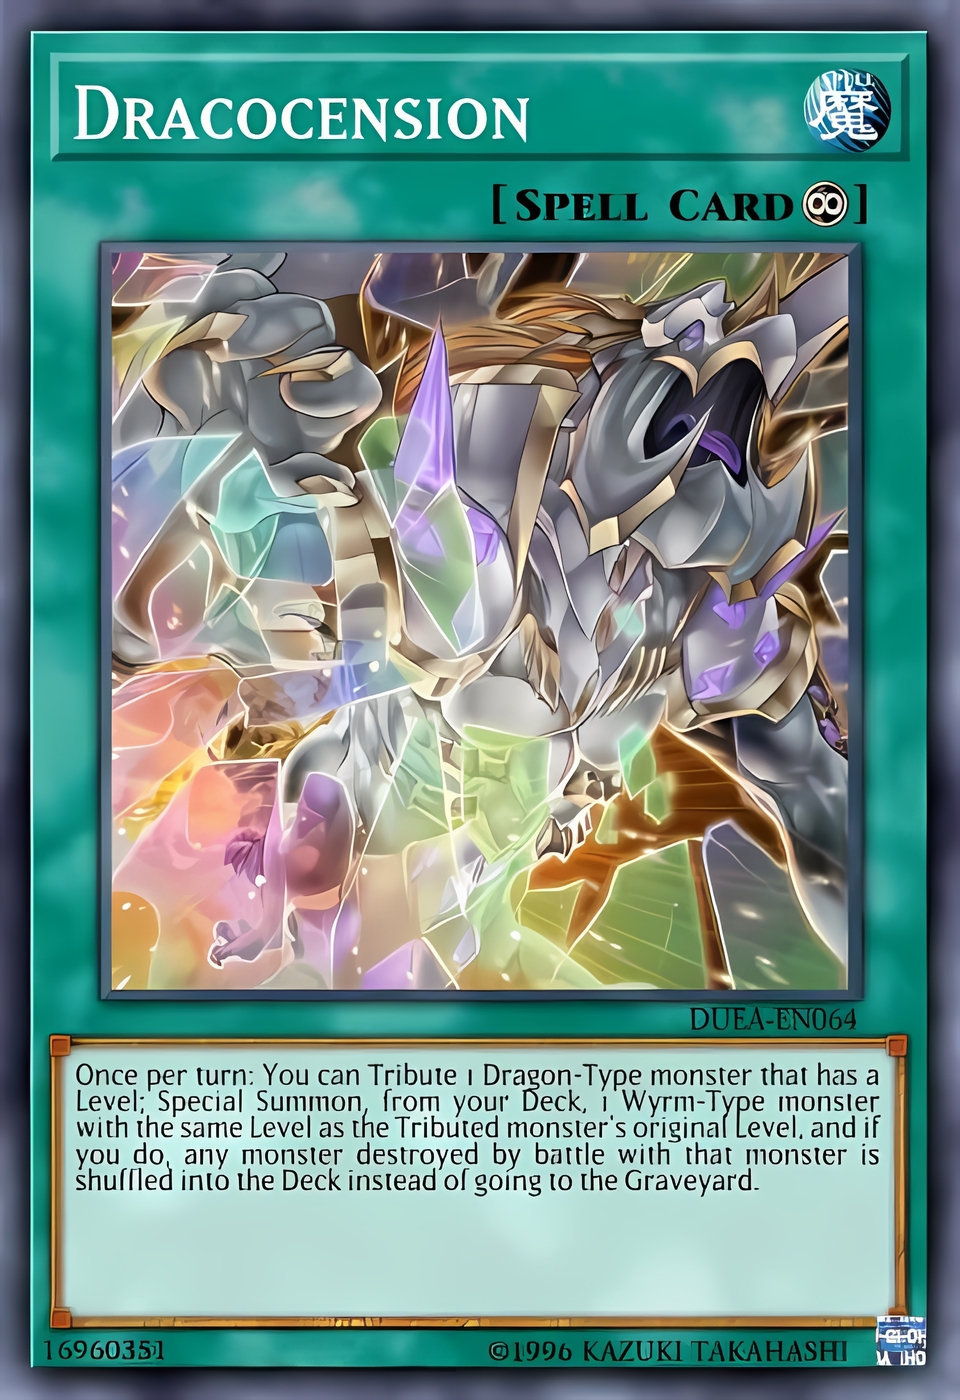 DRACOCENSION
魔
[SPELL CARD]
DUEA-EN064
Once per turn: You can Tribute 1 Dragon-Type monster that has a
Level; Special Summon, from your Deck, 1 Wyrm-Type monster
with the same Level as the Tributed monster's original Level, and if
you do, any monster destroyed by battle with that monster is
shuffled into the Deck instead of going to the Graveyard.
16960351
©1996 KAZUKI TAKAHASHI